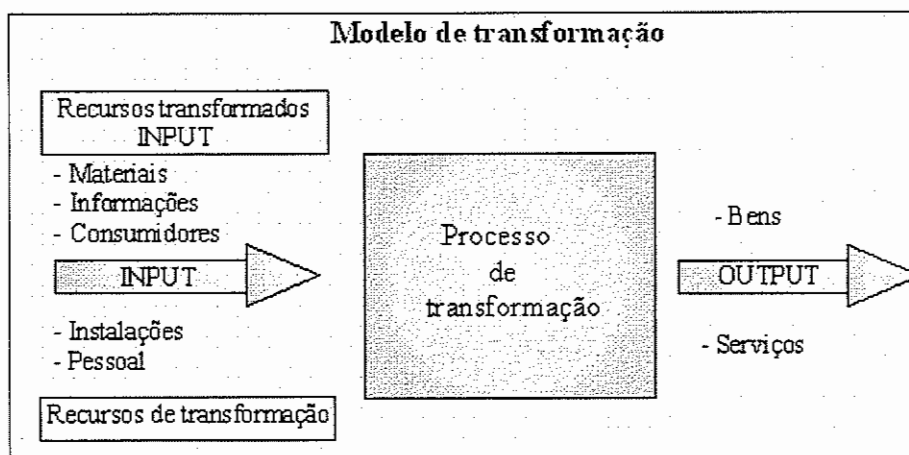 Modelo de transformação
Recursos transformados
INPUT
- Materiais
- Informações
- Consumidores
INPUT
- Instalações
- Pessoal
Recursos de transformação
Processo
de
transformação
- Bens
OUTPUT
- Serviços